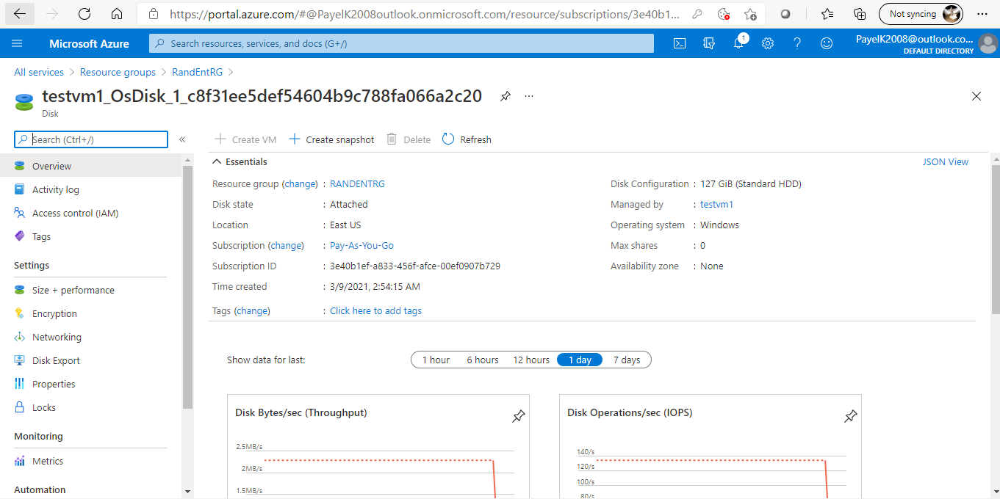 https://portal.azure.com/#@PayelK2008outlook.onmicrosoft.com/resource/subscriptions/3e40b1...
Not syncing
Microsoft Azure
Search resources, services, and docs (G+/)
1
PayelK2008@outlook.co...
DEFAULT DIRECTORY
All services > Resource groups > RandEntRG >
testvm1_OsDisk_1_c8f31ee5def54604b9c788fa066a2c20
Disk
Search (Ctrl+/)
Overview
Activity log
Access control (IAM)
Tags
Settings
Size + performance
Encryption
Networking
Disk Export
Properties
Locks
Monitoring
Metrics
Automation
Create VM
Create snapshot
Delete
Refresh
Essentials
JSON View
Resource group (change) : RANDENTRG
Disk state : Attached
Location : East US
Subscription (change) : Pay-As-You-Go
Subscription ID : 3e40b1ef-a833-456f-afce-00ef0907b729
Time created : 3/9/2021, 2:54:15 AM
Tags (change) : Click here to add tags
Disk Configuration : 127 GiB (Standard HDD)
Managed by : testvm1
Operating system : Windows
Max shares : 0
Availability zone : None
Show data for last:
1 hour
6 hours
12 hours
1 day
7 days
Disk Bytes/sec (Throughput)
2.5MB/s
2MB/s
1.5MB/s
Disk Operations/sec (IOPS)
140/s
120/s
100/s
80/s